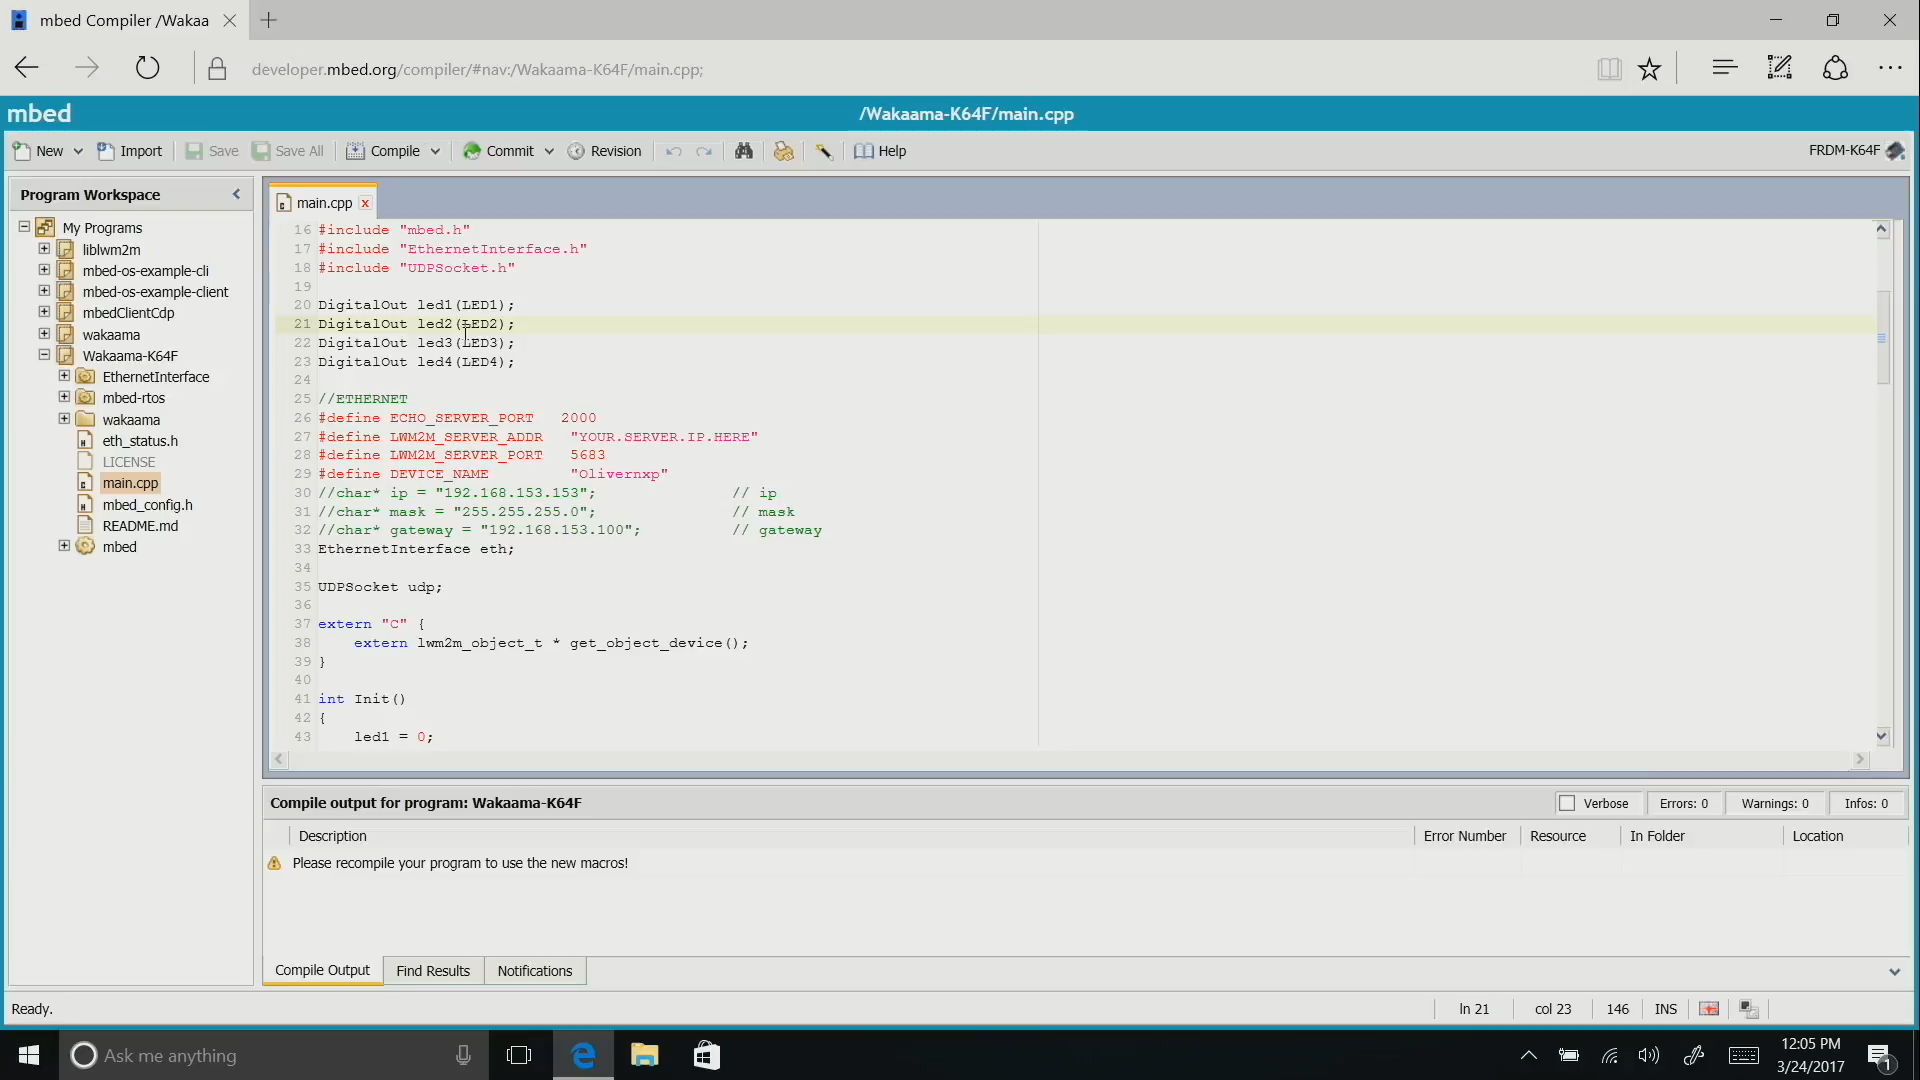 mbed Compiler /Wakaa
developer.mbed.org/compiler/#nav:/Wakaama-K64F/main.cpp;
mbed
/Wakaama-K64F/main.cpp
New Import Save Save All Compile Commit Revision Help FRDM-K64F
Program Workspace
My Programs
liblwm2m
mbed-os-example-cli
mbed-os-example-client
mbedClientCdp
wakaama
Wakaama-K64F
EthernetInterface
mbed-rtos
wakaama
eth_status.h
LICENSE
main.cpp
mbed_config.h
README.md
mbed
main.cpp x
16 #include "mbed.h"
17 #include "EthernetInterface.h"
18 #include "UDPSocket.h"
19
20 DigitalOut led1(LED1);
21 DigitalOut led2(LED2);
22 DigitalOut led3(LED3);
23 DigitalOut led4(LED4);
24
25 //ETHERNET
26 #define ECHO_SERVER_PORT 2000
27 #define LWM2M_SERVER_ADDR "YOUR.SERVER.IP.HERE"
28 #define LWM2M_SERVER_PORT 5683
29 #define DEVICE_NAME "Olivernxp"
30 //char* ip = "192.168.153.153"; // ip
31 //char* mask = "255.255.255.0"; // mask
32 //char* gateway = "192.168.153.100"; // gateway
33 EthernetInterface eth;
34
35 UDPSocket udp;
36
37 extern "C" {
38 extern lwm2m_object_t * get_object_device();
39 }
40
41 int Init()
42 {
43 led1 = 0;
Compile output for program: Wakaama-K64F
Verbose Errors: 0 Warnings: 0 Infos: 0
Description Error Number Resource In Folder Location
Please recompile your program to use the new macros!
Compile Output Find Results Notifications
Ready.
ln 21 col 23 146 INS
Ask me anything
12:05 PM
3/24/2017
1